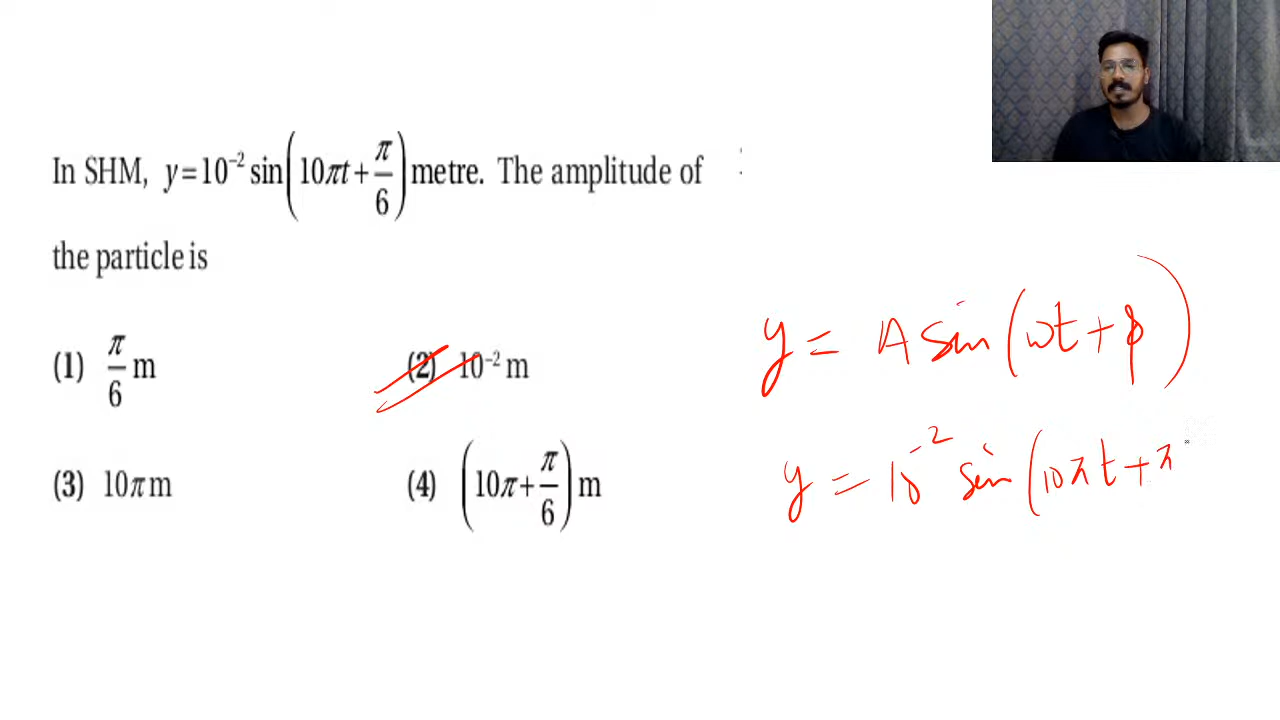 In SHM, y=10⁻² sin(10πt + π/6) metre. The amplitude of
the particle is
(1) π/6 m
(2) 10⁻² m
(3) 10π m
(4) (10π + π/6) m
y = A sin(ωt + φ)
y = 10⁻² sin(10πt + π